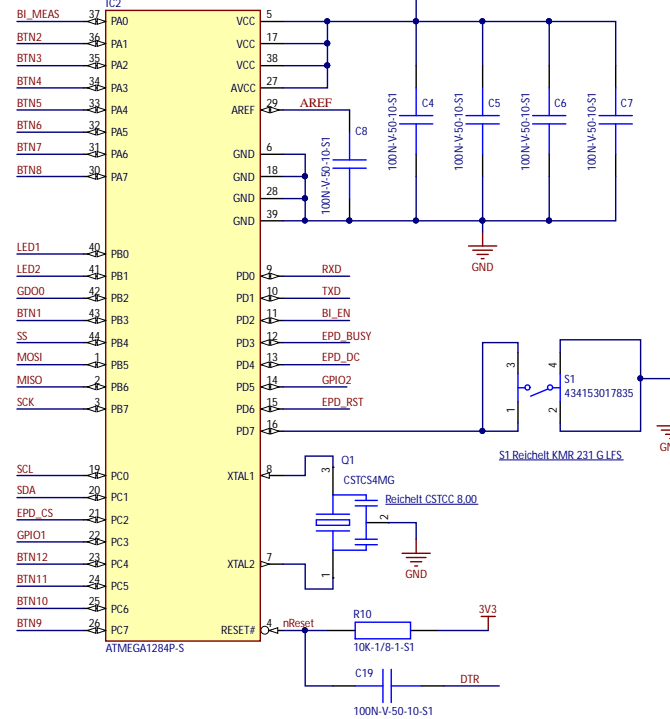 IC2
BI_MEAS 37 PA0 VCC 5
BTN2 36 PA1 VCC 17
BTN3 35 PA2 VCC 38
BTN4 34 PA3 AVCC 27
BTN5 33 PA4 AREF 29 AREF
BTN6 32 PA5
BTN7 31 PA6 GND 6
BTN8 30 PA7 GND 18
GND 28
GND 39
C8
100N-V-50-10-S1
C4
100N-V-50-10-S1
C5
100N-V-50-10-S1
C6
100N-V-50-10-S1
C7
100N-V-50-10-S1
GND
LED1 40 PB0
LED2 41 PB1 PD0 9 RXD
GDO0 42 PB2 PD1 10 TXD
BTN1 43 PB3 PD2 11 BI_EN
SS 44 PB4 PD3 12 EPD_BUSY
MOSI 1 PB5 PD4 13 EPD_DC
MISO 2 PB6 PD5 14 GPIO2
SCK 3 PB7 PD6 15 EPD_RST
PD7 16
3 4
1 2
S1
434153017835
S1 Reichelt KMR 231 G LFS
SCL 19 PC0 XTAL1 8
SDA 20 PC1
EPD_CS 21 PC2
GPIO1 22 PC3
BTN12 23 PC4 XTAL2 7
BTN11 24 PC5
BTN10 25 PC6
BTN9 26 PC7 RESET# 4 nReset
ATMEGA1284P-S
Q1
CSTCS4MG
Reichelt CSTCC 8,00
3
2
1
GND
R10
10K-1/8-1-S1
3V3
C19
100N-V-50-10-S1
DTR